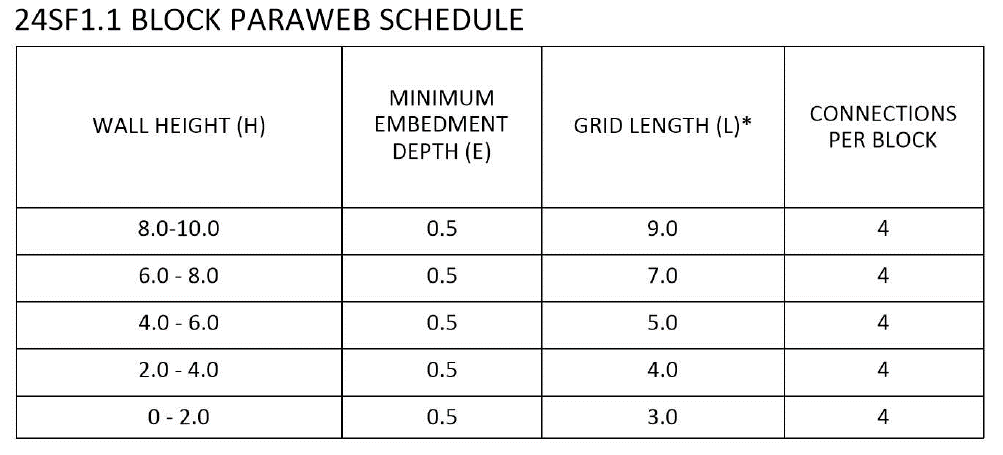 24SF1.1 BLOCK PARAWEB SCHEDULE
WALL HEIGHT (H)
MINIMUM
EMBEDMENT
DEPTH (E)
GRID LENGTH (L)*
CONNECTIONS
PER BLOCK
8.0-10.0 0.5 9.0 4
6.0 - 8.0 0.5 7.0 4
4.0 - 6.0 0.5 5.0 4
2.0 - 4.0 0.5 4.0 4
0 - 2.0 0.5 3.0 4